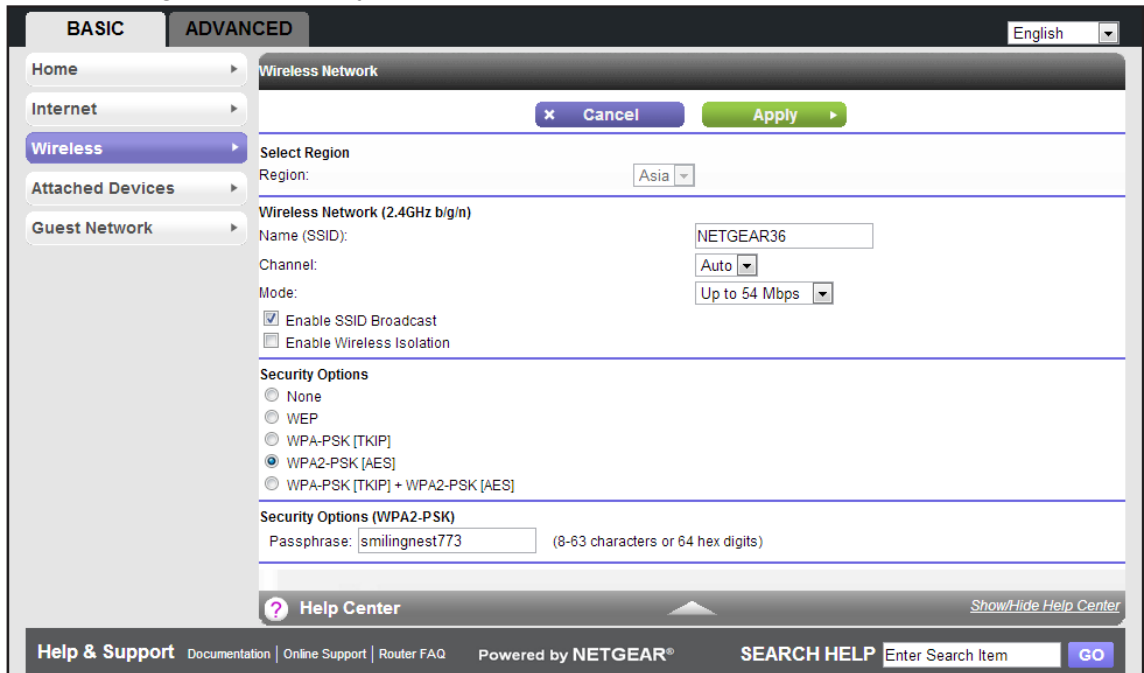 BASIC ADVANCED English
Home
Internet
Wireless
Attached Devices
Guest Network
Wireless Network
Cancel Apply
Select Region
Region: Asia
Wireless Network (2.4GHz b/g/n)
Name (SSID): NETGEAR36
Channel: Auto
Mode: Up to 54 Mbps
Enable SSID Broadcast
Enable Wireless Isolation
Security Options
None
WEP
WPA-PSK [TKIP]
WPA2-PSK [AES]
WPA-PSK [TKIP] + WPA2-PSK [AES]
Security Options (WPA2-PSK)
Passphrase: smilingnest773 (8-63 characters or 64 hex digits)
? Help Center Show/Hide Help Center
Help & Support Documentation | Online Support | Router FAQ Powered by NETGEAR® SEARCH HELP Enter Search Item GO